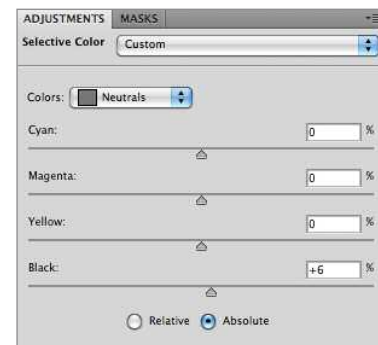 ADJUSTMENTS MASKS
Selective Color Custom
Colors: Neutrals
Cyan: 0 %
Magenta: 0 %
Yellow: 0 %
Black: +6 %
Relative Absolute